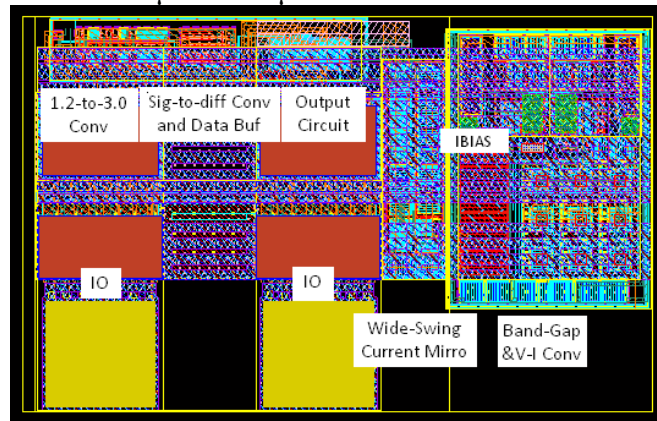 1.2-to-3.0
Conv
Sig-to-diff Conv
and Data Buf
Output
Circuit
IBIAS
IO
IO
Wide-Swing
Current Mirro
Band-Gap
&V-I Conv